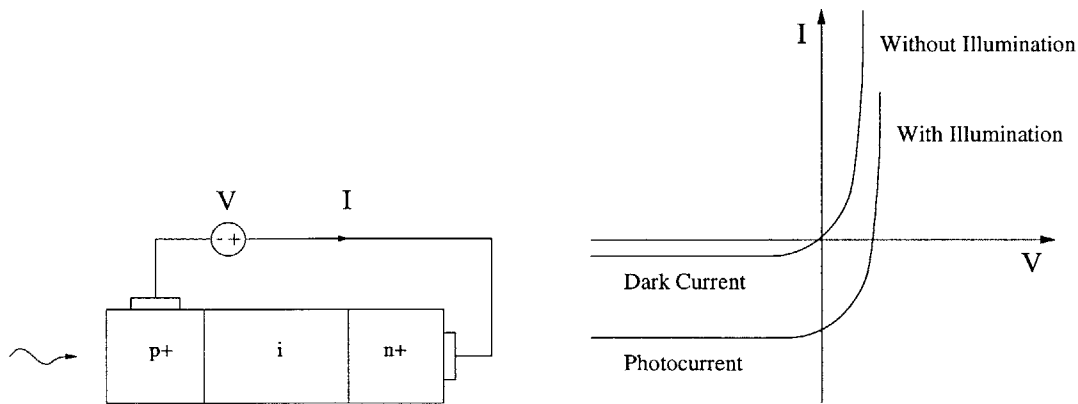 V
- +
I
p+
i
n+
I
Without Illumination
With Illumination
V
Dark Current
Photocurrent